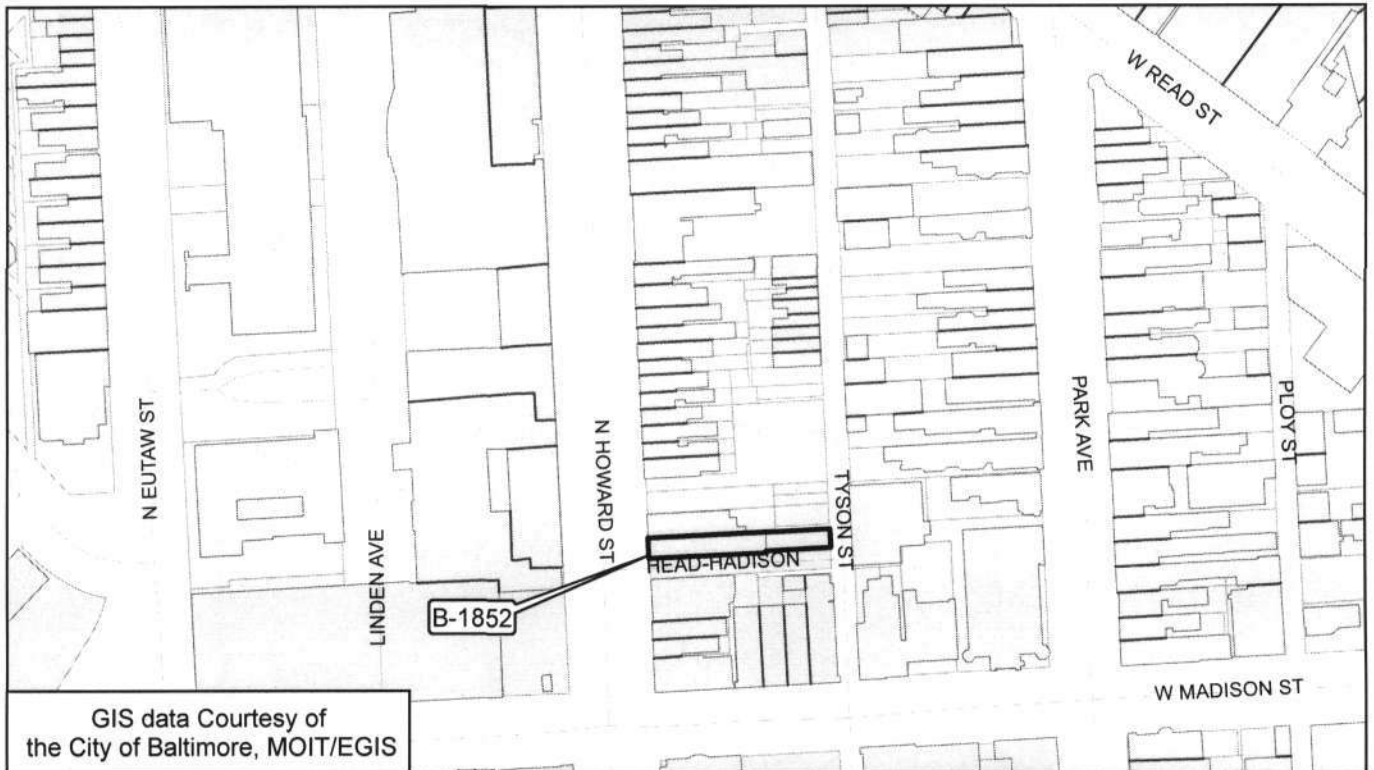 W READ ST
N EUTAW ST
LINDEN AVE
N HOWARD ST
TYSON ST
PARK AVE
PLOY ST
HEAD-HADISON
B-1852
W MADISON ST
GIS data Courtesy of
the City of Baltimore, MOIT/EGIS